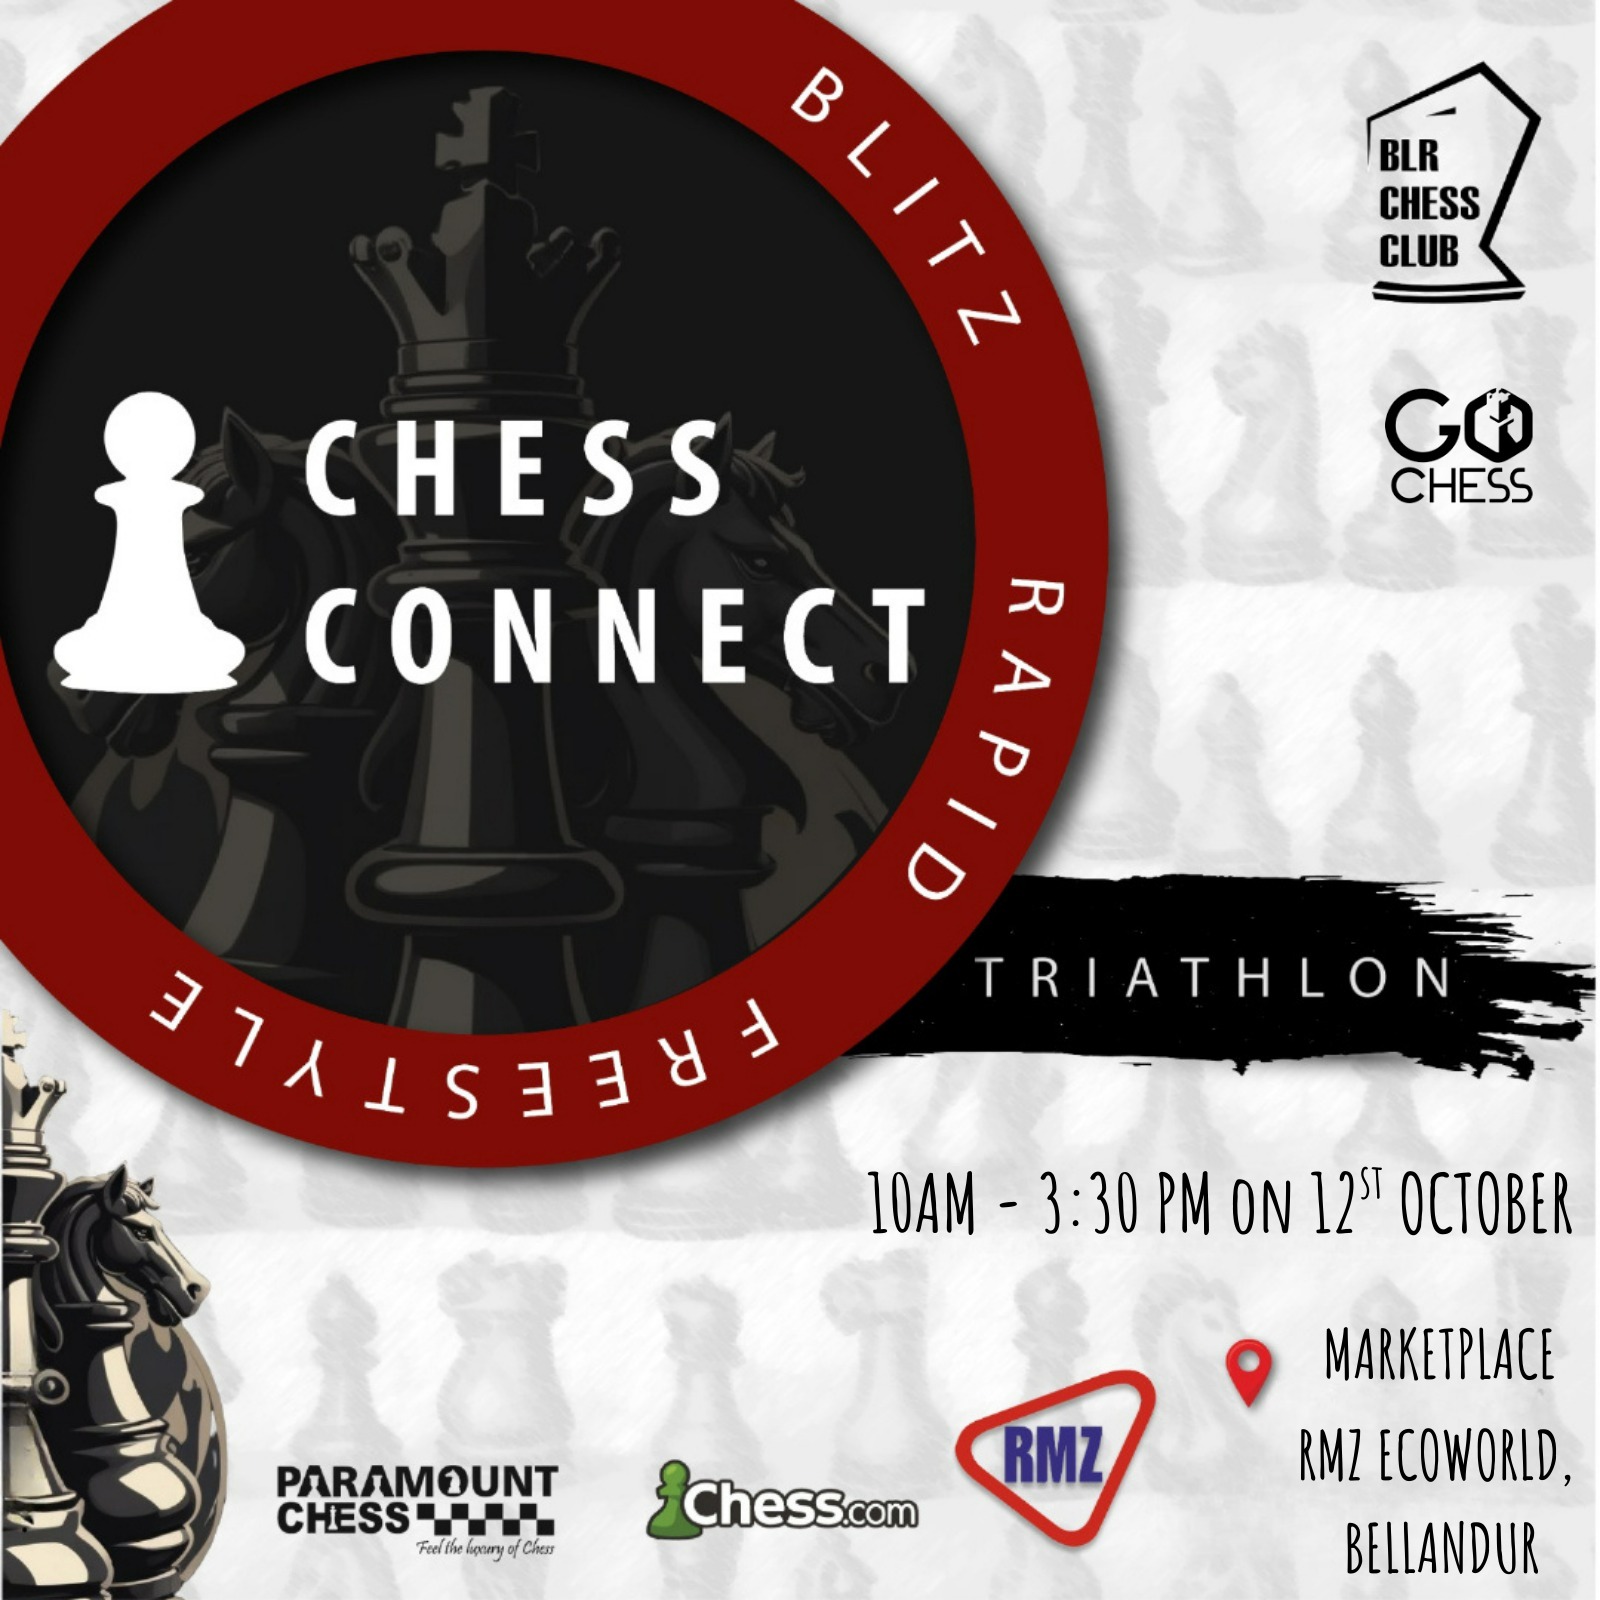 BLITZ
RAPID
FREESTYLE
CHESS
CONNECT
BLR
CHESS
CLUB
GO
CHESS
TRIATHLON
10AM - 3:30 PM on 12ST OCTOBER
MARKETPLACE
RMZ ECOWORLD,
BELLANDUR
RMZ
PARAMOUNT
CHESS
Feel the luxury of Chess
Chess.com